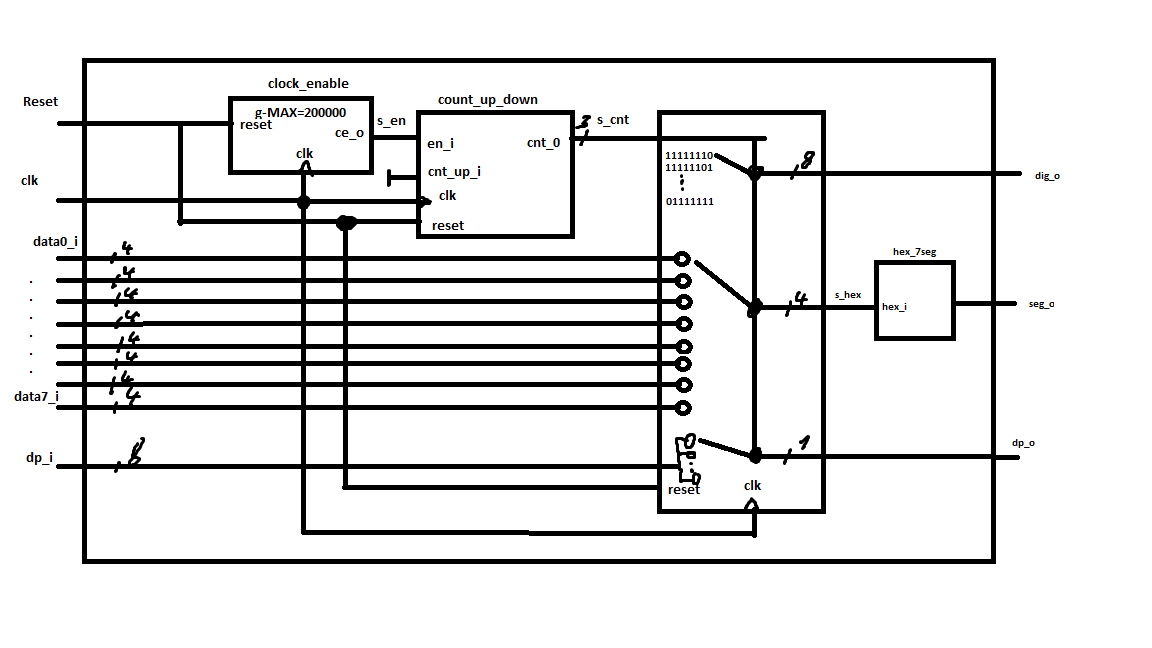 clock_enable
Reset
g-MAX=200000
reset
ce_o
clk
s_en
count_up_down
en_i
cnt_0
cnt_up_i
clk
reset
3
s_cnt
11111110
11111101
01111111
8
dig_o
clk
data0_i
4
4
4
4
4
4
4
4
data7_i
hex_7seg
hex_i
s_hex
4
seg_o
dp_i
8
reset
clk
1
dp_o